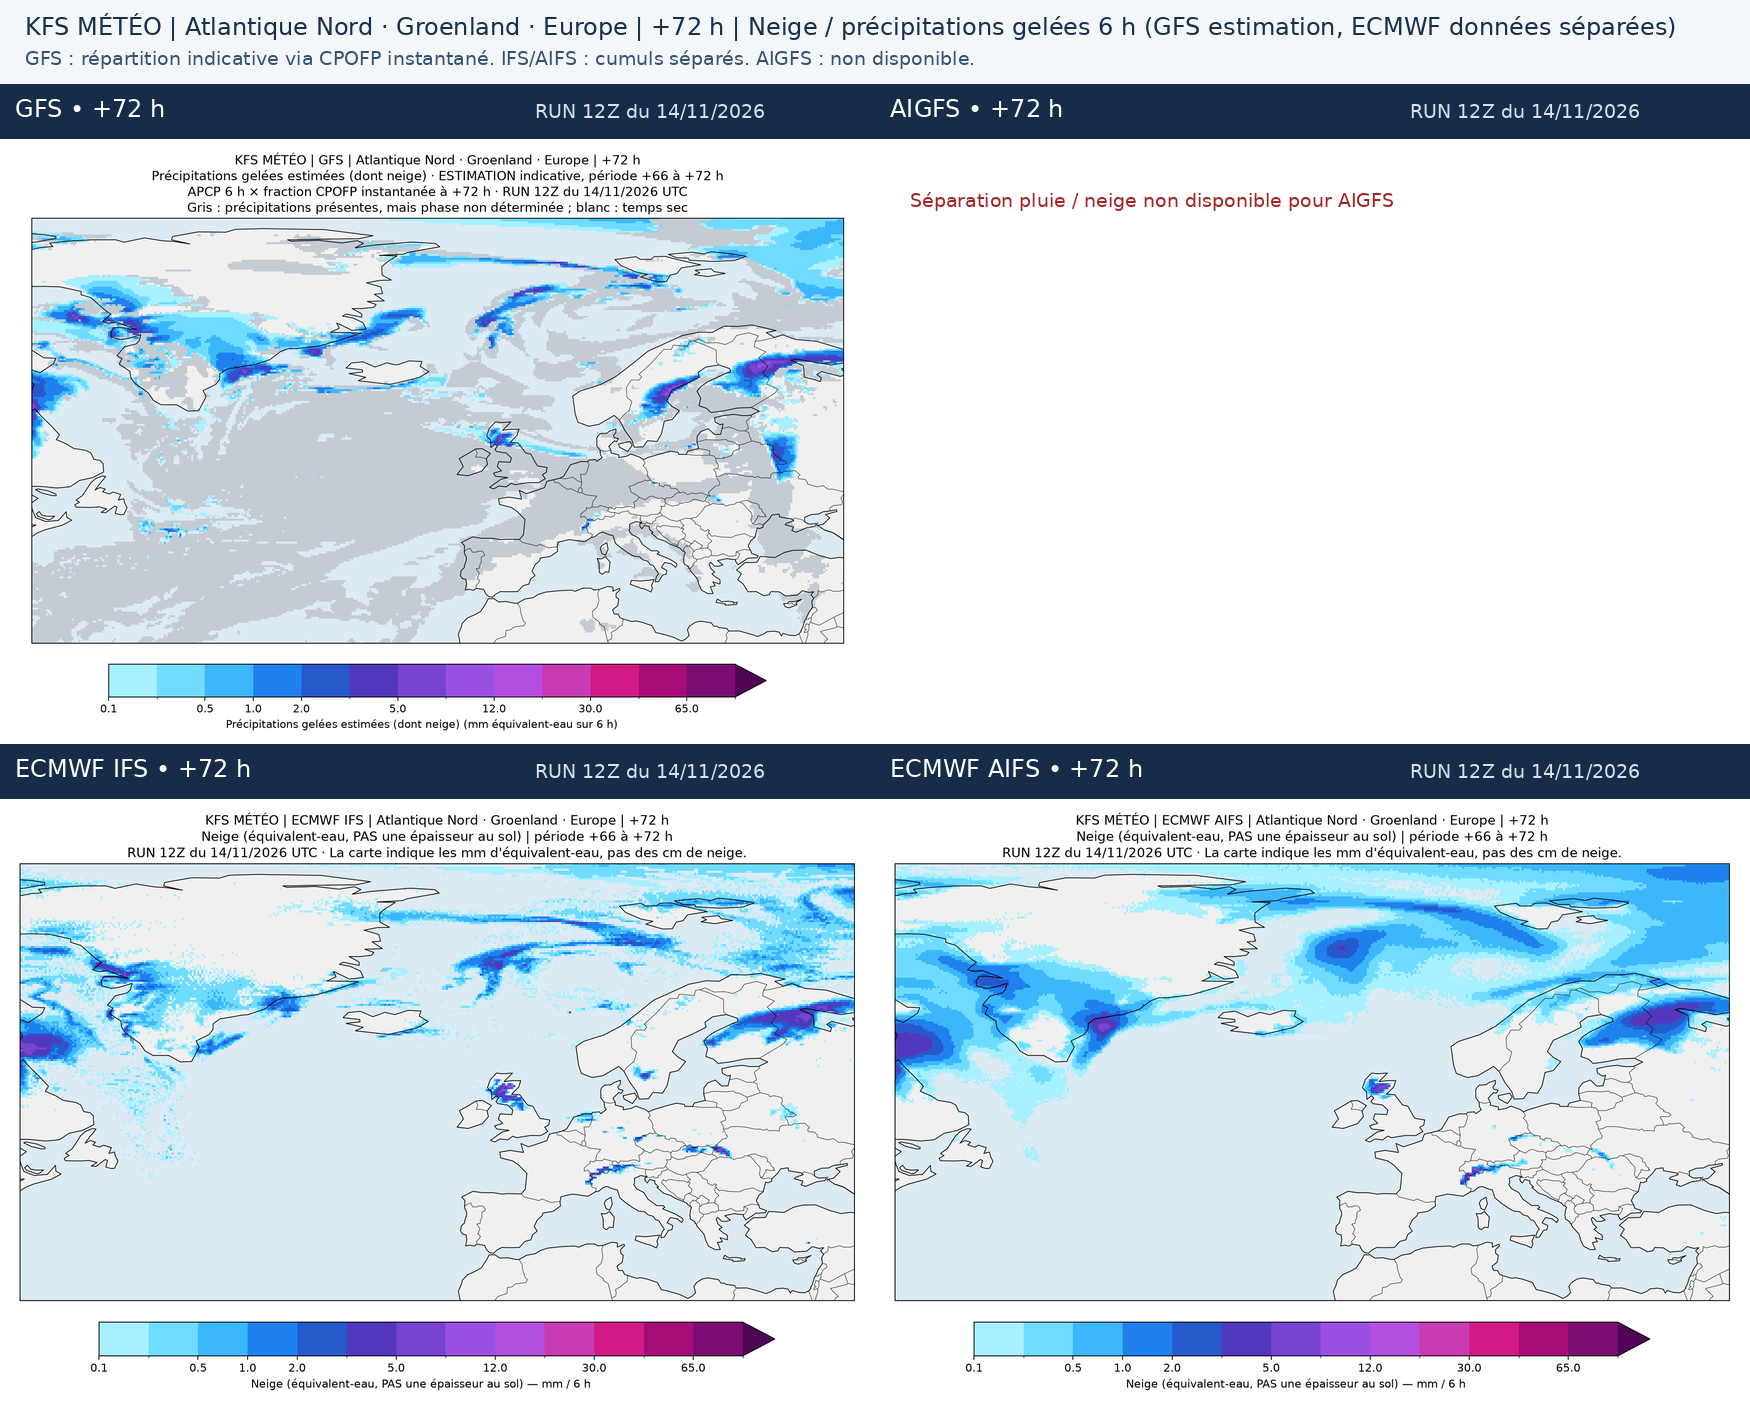 KFS MÉTÉO | Atlantique Nord · Groenland · Europe | +72 h | Neige / précipitations gelées 6 h (GFS estimation, ECMWF données séparées)
GFS : répartition indicative via CPOFP instantané. IFS/AIFS : cumuls séparés. AIGFS : non disponible.
GFS • +72 h
RUN 12Z du 14/11/2026
AIGFS • +72 h
RUN 12Z du 14/11/2026
KFS MÉTÉO | GFS | Atlantique Nord · Groenland · Europe | +72 h
Précipitations gelées estimées (dont neige) · ESTIMATION indicative, période +66 à +72 h
APCP 6 h × fraction CPOFP instantanée à +72 h · RUN 12Z du 14/11/2026 UTC
Gris : précipitations présentes, mais phase non déterminée ; blanc : temps sec
Séparation pluie / neige non disponible pour AIGFS
0.1 0.5 1.0 2.0 5.0 12.0 30.0 65.0
Précipitations gelées estimées (dont neige) (mm équivalent-eau sur 6 h)
ECMWF IFS • +72 h
RUN 12Z du 14/11/2026
ECMWF AIFS • +72 h
RUN 12Z du 14/11/2026
KFS MÉTÉO | ECMWF IFS | Atlantique Nord · Groenland · Europe | +72 h
Neige (équivalent-eau, PAS une épaisseur au sol) | période +66 à +72 h
RUN 12Z du 14/11/2026 UTC · La carte indique les mm d'équivalent-eau, pas des cm de neige.
KFS MÉTÉO | ECMWF AIFS | Atlantique Nord · Groenland · Europe | +72 h
Neige (équivalent-eau, PAS une épaisseur au sol) | période +66 à +72 h
RUN 12Z du 14/11/2026 UTC · La carte indique les mm d'équivalent-eau, pas des cm de neige.
0.1 0.5 1.0 2.0 5.0 12.0 30.0 65.0
Neige (équivalent-eau, PAS une épaisseur au sol) — mm / 6 h
0.1 0.5 1.0 2.0 5.0 12.0 30.0 65.0
Neige (équivalent-eau, PAS une épaisseur au sol) — mm / 6 h